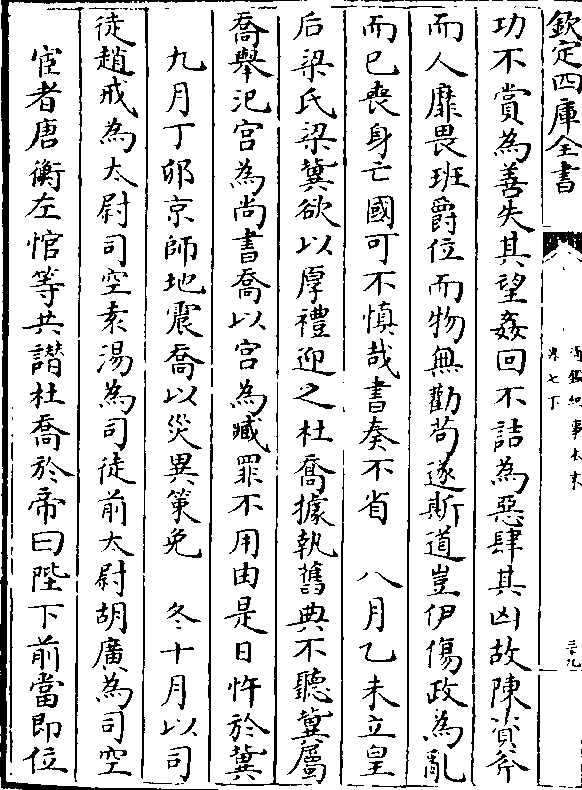 欽定四庫全書
通鑑紀事本末
卷七下
三十九
功不賞為善失其望姦回不詰為惡肆其凶故陳資斧
而人靡畏班爵位而物無勸苟遂斯道豈伊傷政為亂
而已喪身亡國可不慎哉書奏不省　八月乙未立皇
后梁氏梁冀欲以厚禮迎之杜喬據執舊典不聽冀屬
喬舉汜宮為尚書喬以宮為臧罪不用由是日忤於冀
九月丁卯京師地震喬以災異策免　冬十月以司
徒趙戒為太尉司空袁湯為司徒前太尉胡廣為司空
宦者唐衡左悺等共譖杜喬於帝曰陛下前當即位